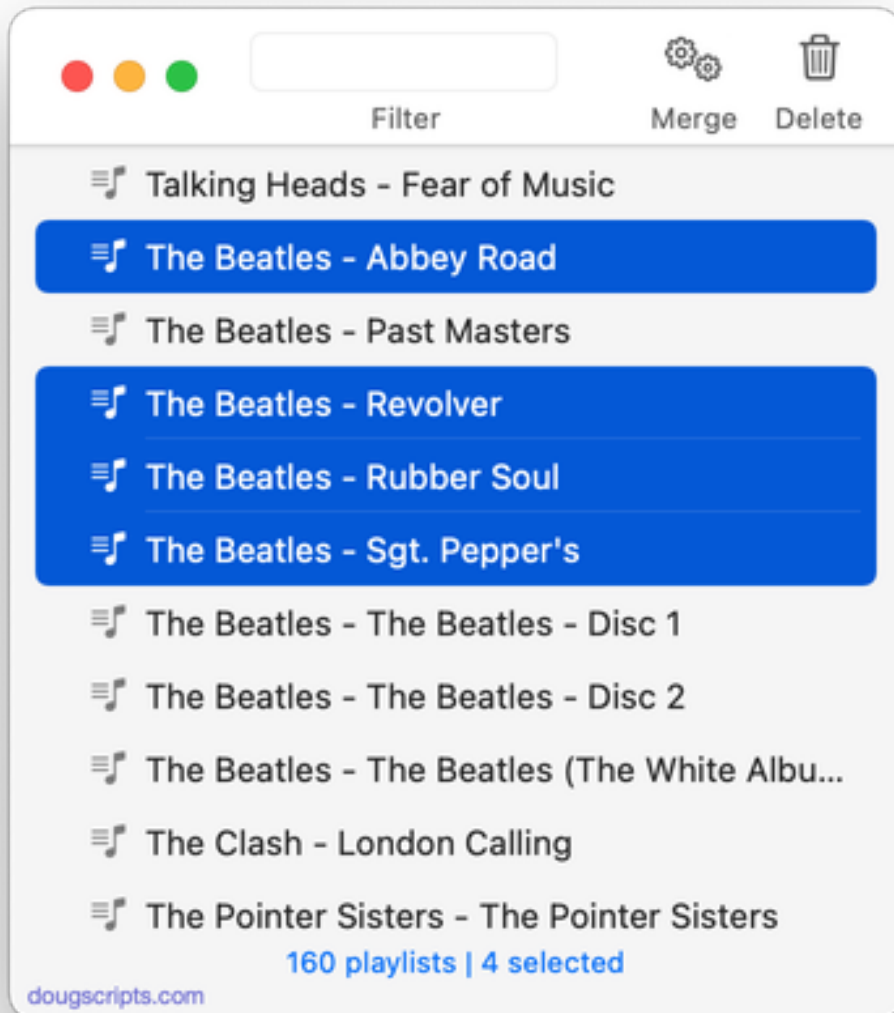 Filter
Merge
Delete
Talking Heads - Fear of Music
The Beatles - Abbey Road
The Beatles - Past Masters
The Beatles - Revolver
The Beatles - Rubber Soul
The Beatles - Sgt. Pepper's
The Beatles - The Beatles - Disc 1
The Beatles - The Beatles - Disc 2
The Beatles - The Beatles (The White Albu...
The Clash - London Calling
The Pointer Sisters - The Pointer Sisters
160 playlists | 4 selected
dougscripts.com